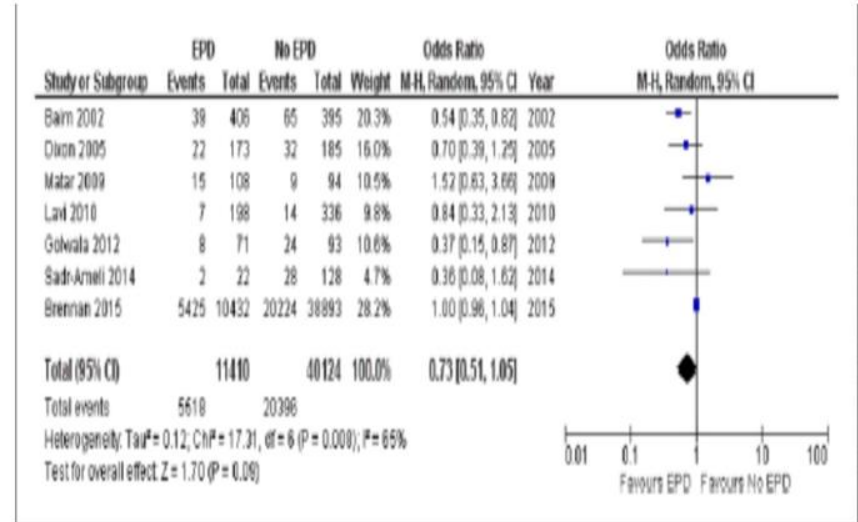 EPD No EPD Odds Ratio Odds Ratio
Study or Subgroup Events Total Events Total Weight M-H, Random, 95% CI Year M-H, Random, 95% CI
Baim 2002 39 406 65 395 20.3% 0.54 [0.35, 0.82] 2002
Dixon 2005 22 173 32 185 16.0% 0.70 [0.39, 1.25] 2005
Matar 2009 15 108 9 94 10.5% 1.52 [0.63, 3.66] 2009
Lavi 2010 7 198 14 336 9.8% 0.84 [0.33, 2.13] 2010
Golwala 2012 8 71 24 93 10.6% 0.37 [0.15, 0.87] 2012
Sadr-Ameli 2014 2 22 28 128 4.7% 0.36 [0.08, 1.62] 2014
Brennan 2015 5425 10432 20224 38893 28.2% 1.00 [0.96, 1.04] 2015
Total (95% CI) 11410 40124 100.0% 0.73 [0.51, 1.05]
Total events 5518 20396
Heterogeneity: Tau² = 0.12; Chi² = 17.31, df = 6 (P = 0.008); I² = 65%
Test for overall effect: Z = 1.70 (P = 0.09)
0.01 0.1 1 10 100
Favours EPD Favours No EPD